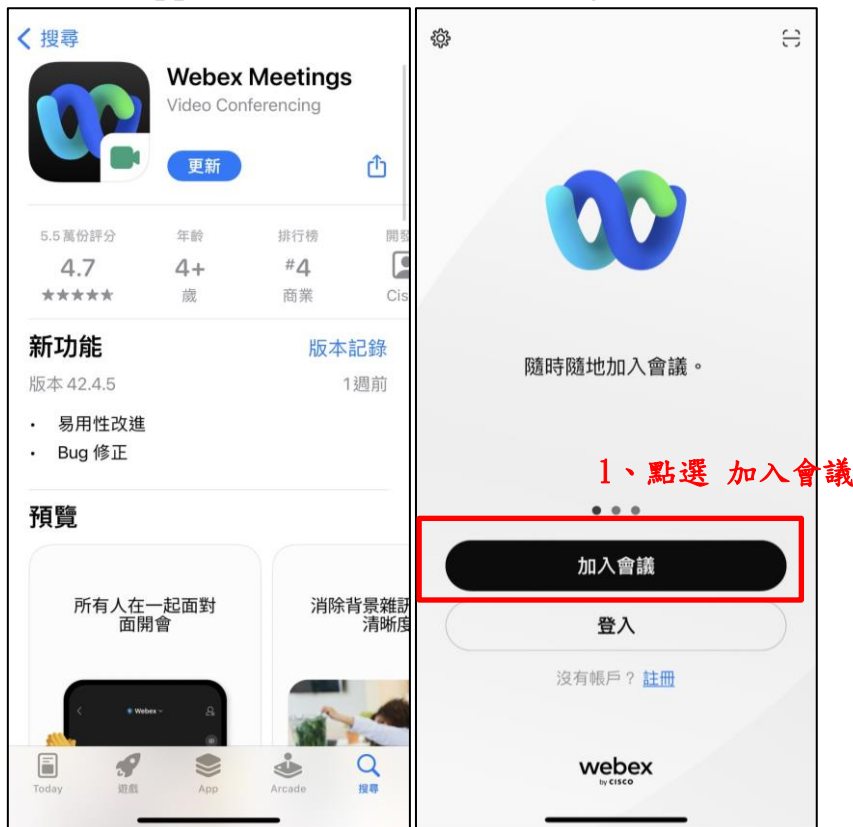 搜尋
Webex Meetings
Video Conferencing
更新
5.5 萬份評分
年齡
排行榜
4.7
4+
#4
★★★★★
歲
商業
Cis
新功能
版本記錄
版本 42.4.5
1 週前
• 易用性改進
• Bug 修正
預覽
所有人在一起面對
面開會
消除背景雜訊
清晰度
Webex
Today
遊戲
App
Arcade
搜尋
隨時隨地加入會議。
1、點選 加入會議
加入會議
登入
沒有帳戶？ 註冊
webex
by CISCO